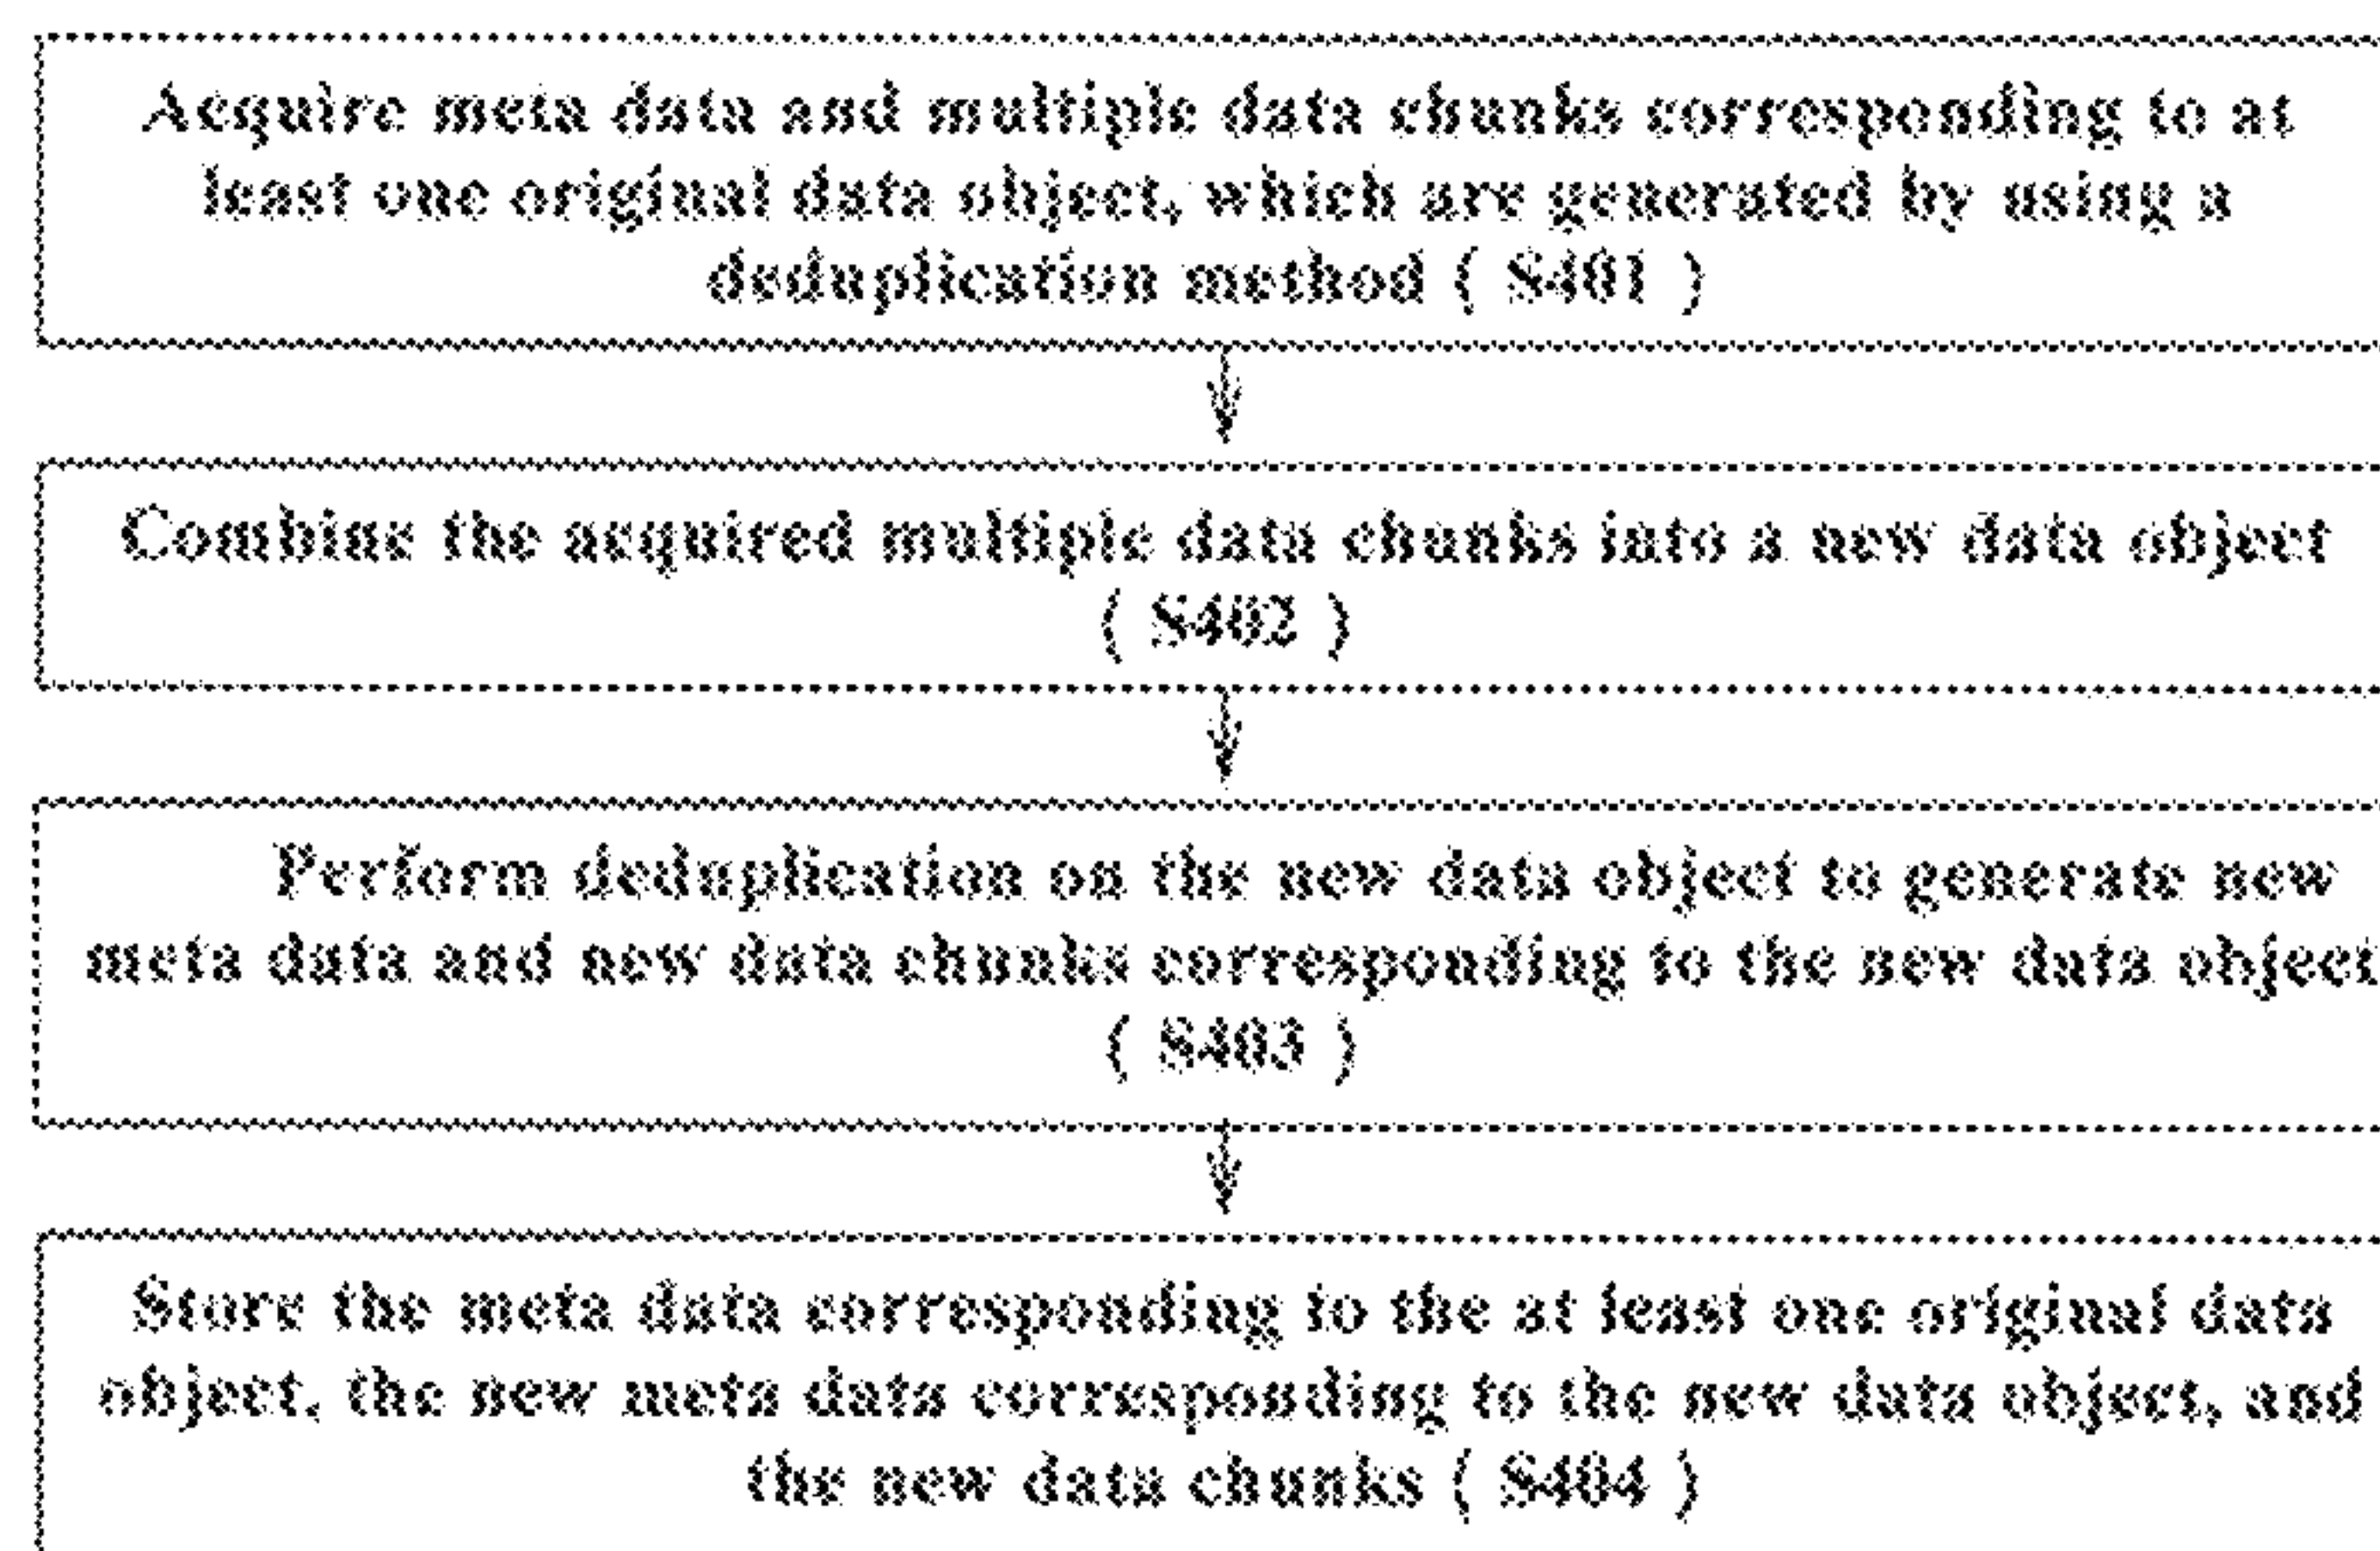 Acquire meta data and multiple data chunks corresponding to at
least one original data object, which are generated by using a
deduplication method ( S401 )
Combine the acquired multiple data chunks into a new data object
( S402 )
Perform deduplication on the new data object to generate new
meta data and new data chunks corresponding to the new data object
( S403 )
Store the meta data corresponding to the at least one original data
object, the new meta data corresponding to the new data object, and
the new data chunks ( S404 )